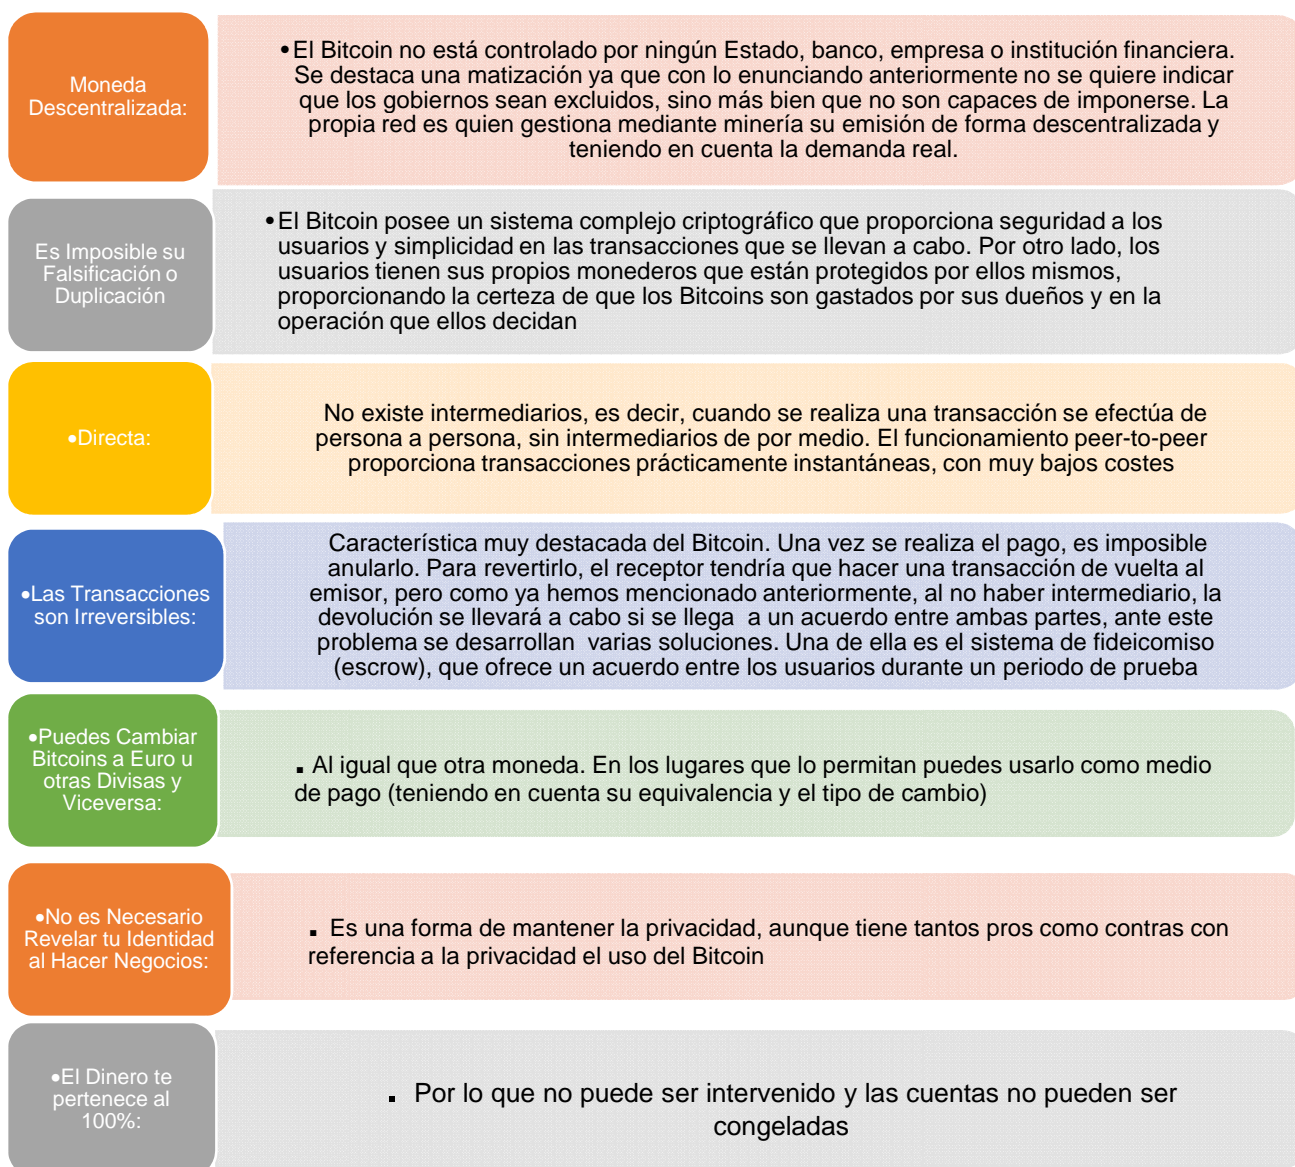 Moneda
Descentralizada:
•El Bitcoin no está controlado por ningún Estado, banco, empresa o institución financiera.
Se destaca una matización ya que con lo enunciando anteriormente no se quiere indicar
que los gobiernos sean excluidos, sino más bien que no son capaces de imponerse. La
propia red es quien gestiona mediante minería su emisión de forma descentralizada y
teniendo en cuenta la demanda real.
Es Imposible su
Falsificación o
Duplicación
•El Bitcoin posee un sistema complejo criptográfico que proporciona seguridad a los
usuarios y simplicidad en las transacciones que se llevan a cabo. Por otro lado, los
usuarios tienen sus propios monederos que están protegidos por ellos mismos,
proporcionando la certeza de que los Bitcoins son gastados por sus dueños y en la
operación que ellos decidan
•Directa:
No existe intermediarios, es decir, cuando se realiza una transacción se efectúa de
persona a persona, sin intermediarios de por medio. El funcionamiento peer-to-peer
proporciona transacciones prácticamente instantáneas, con muy bajos costes
•Las Transacciones
son Irreversibles:
Característica muy destacada del Bitcoin. Una vez se realiza el pago, es imposible
anularlo. Para revertirlo, el receptor tendría que hacer una transacción de vuelta al
emisor, pero como ya hemos mencionado anteriormente, al no haber intermediario, la
devolución se llevará a cabo si se llega  a un acuerdo entre ambas partes, ante este
problema se desarrollan  varias soluciones. Una de ella es el sistema de fideicomiso
(escrow), que ofrece un acuerdo entre los usuarios durante un periodo de prueba
•Puedes Cambiar
Bitcoins a Euro u
otras Divisas y
Viceversa:
. Al igual que otra moneda. En los lugares que lo permitan puedes usarlo como medio
de pago (teniendo en cuenta su equivalencia y el tipo de cambio)
•No es Necesario
Revelar tu Identidad
al Hacer Negocios:
. Es una forma de mantener la privacidad, aunque tiene tantos pros como contras con
referencia a la privacidad el uso del Bitcoin
•El Dinero te
pertenece al
100%:
. Por lo que no puede ser intervenido y las cuentas no pueden ser
congeladas